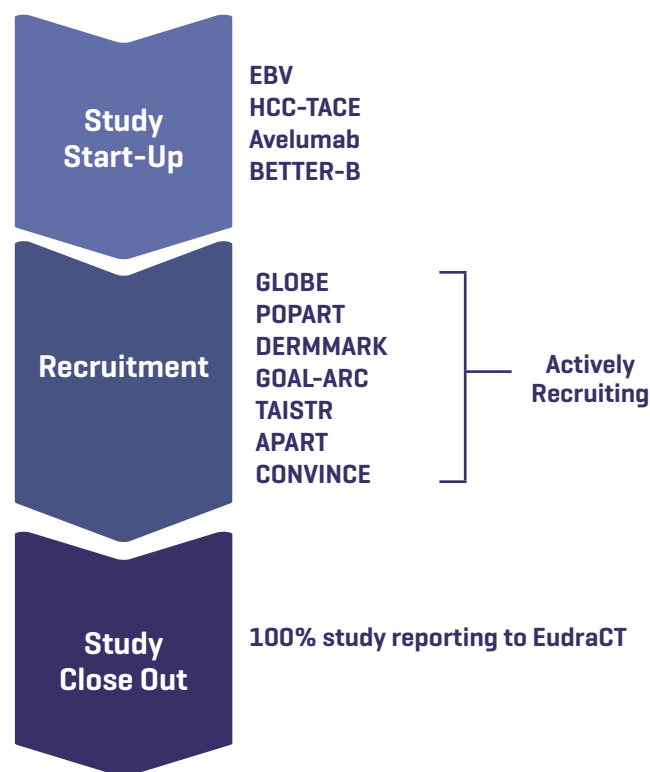 Study
Start-Up
EBV
HCC-TACE
Avelumab
BETTER-B
Recruitment
GLOBE
POPART
DERMMARK
GOAL-ARC
TAISTR
APART
CONVINCE
Actively
Recruiting
Study
Close Out
100% study reporting to EudraCT